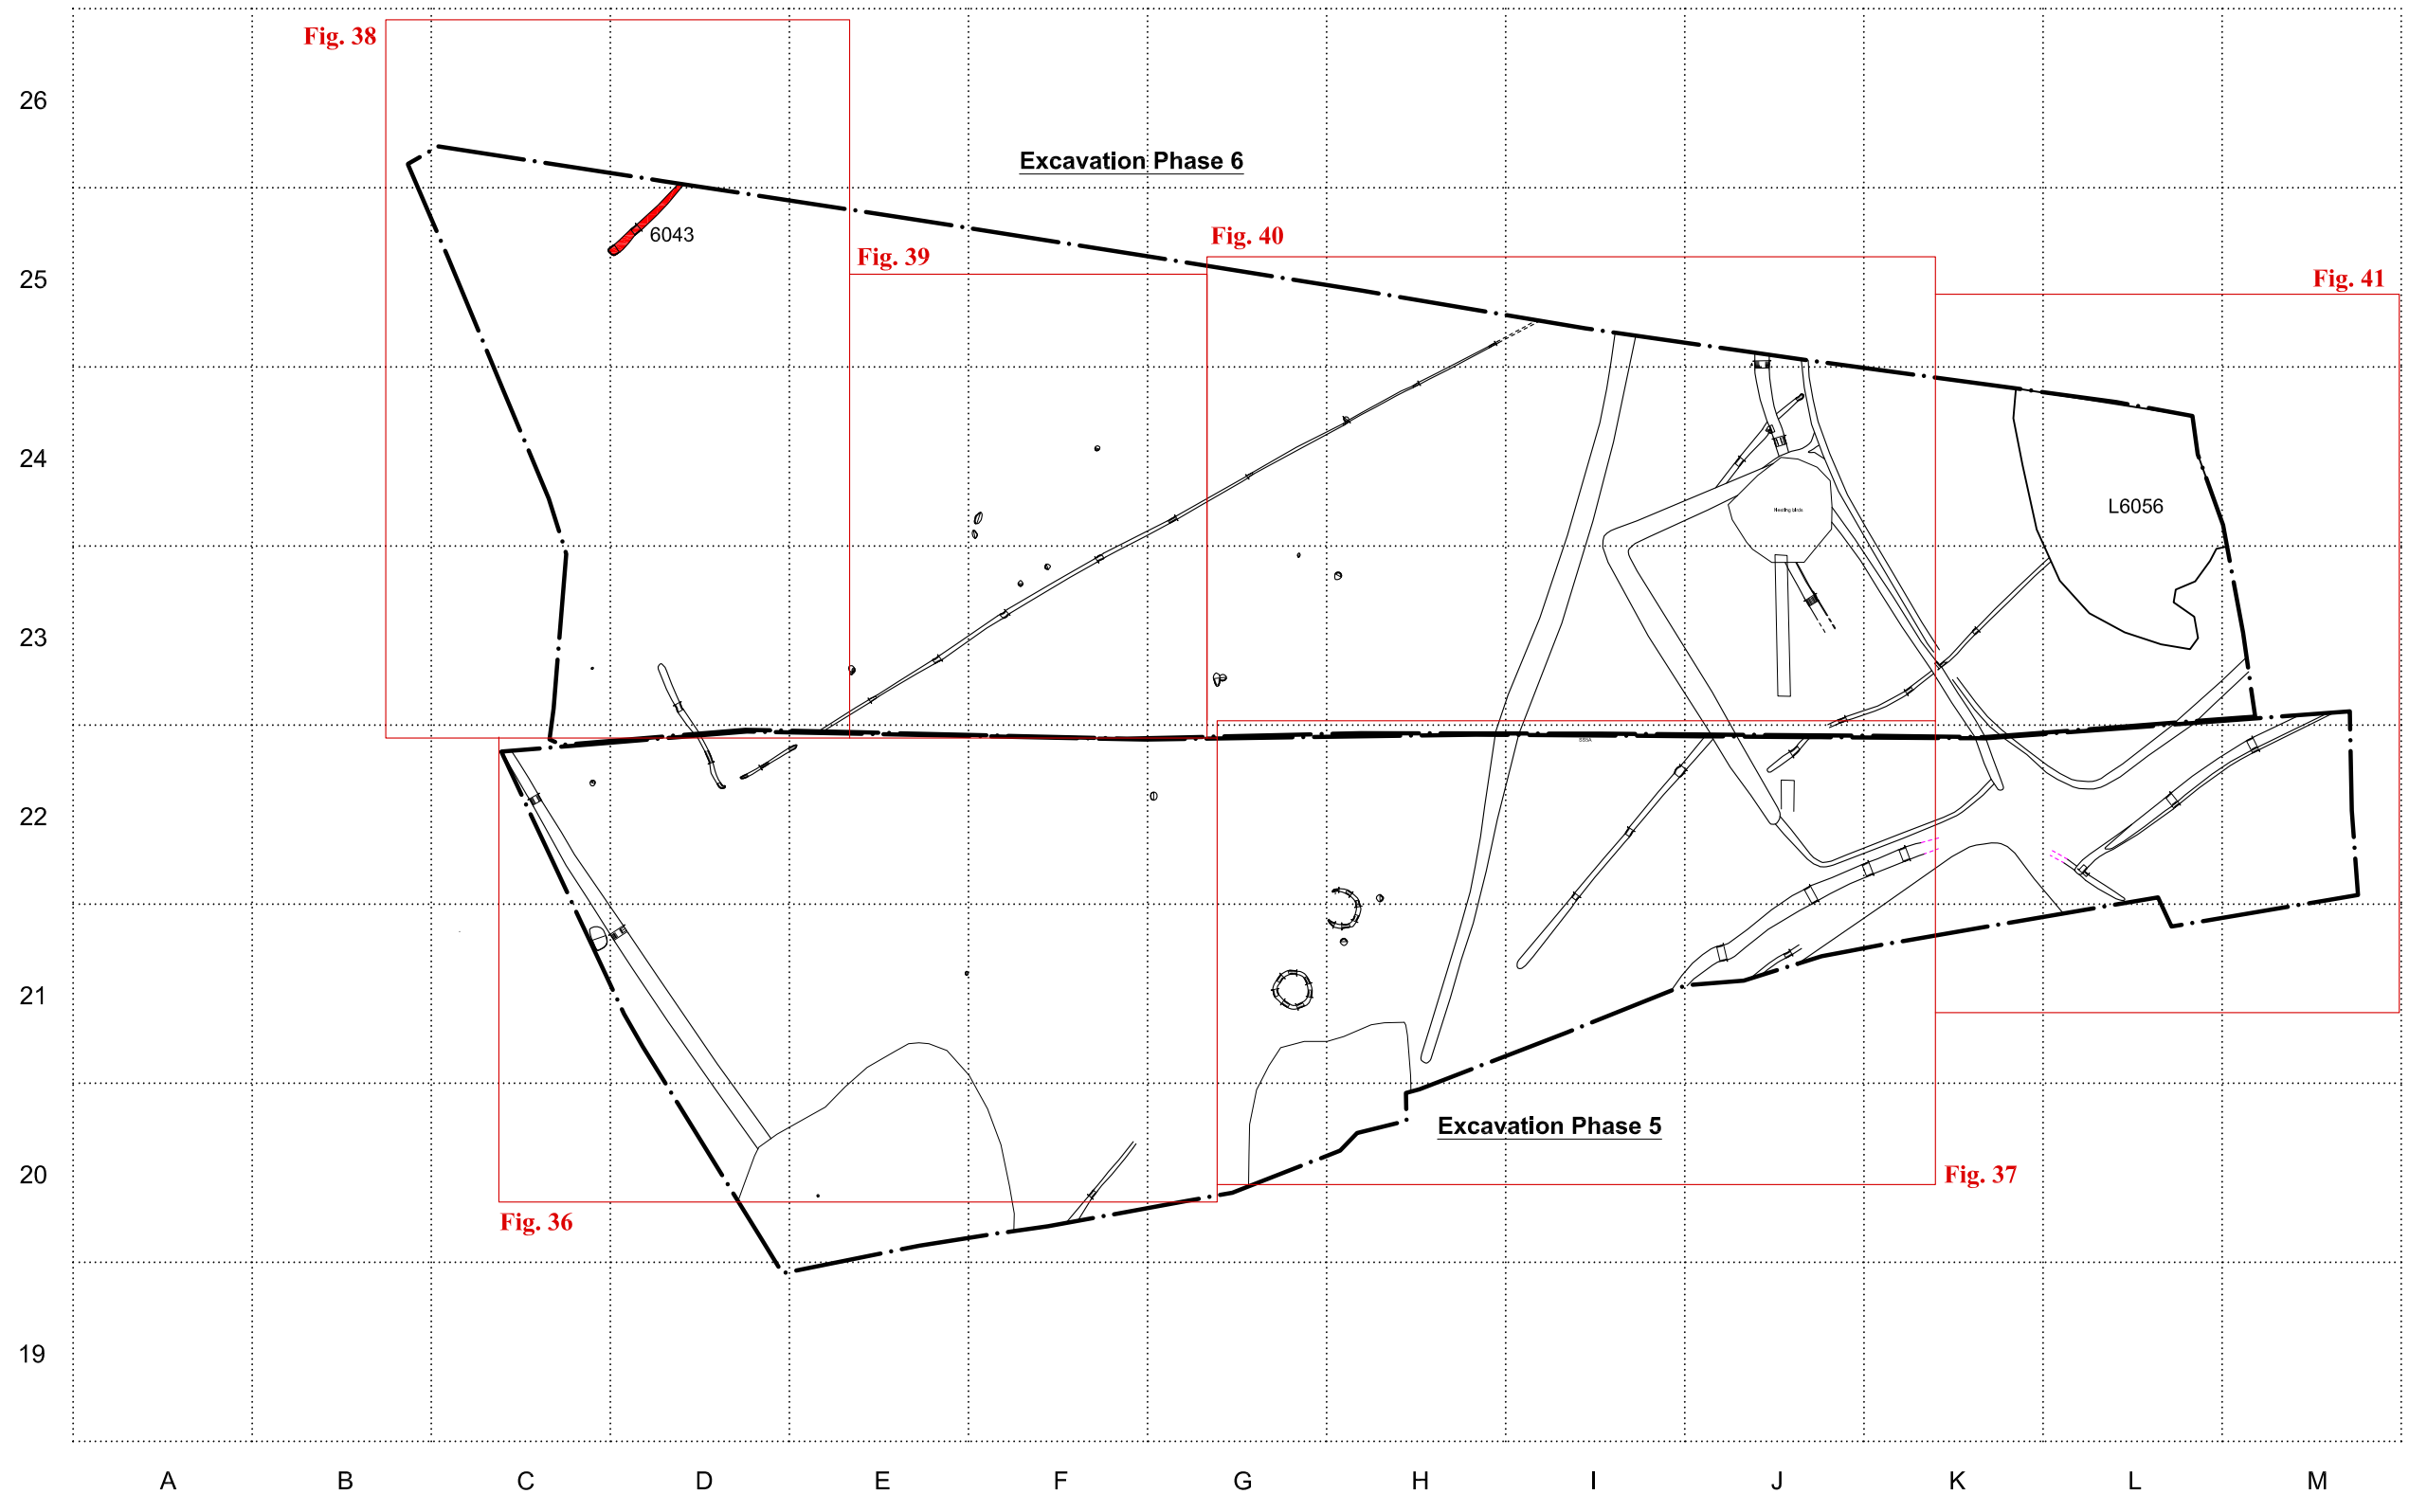 Fig. 38
26
Excavation Phase 6
6043
Fig. 40
Fig. 39
25
Fig. 41
24
L6056
23
22
21
Excavation Phase 5
20
Fig. 37
Fig. 36
19
A B C D E F G H I J K L M